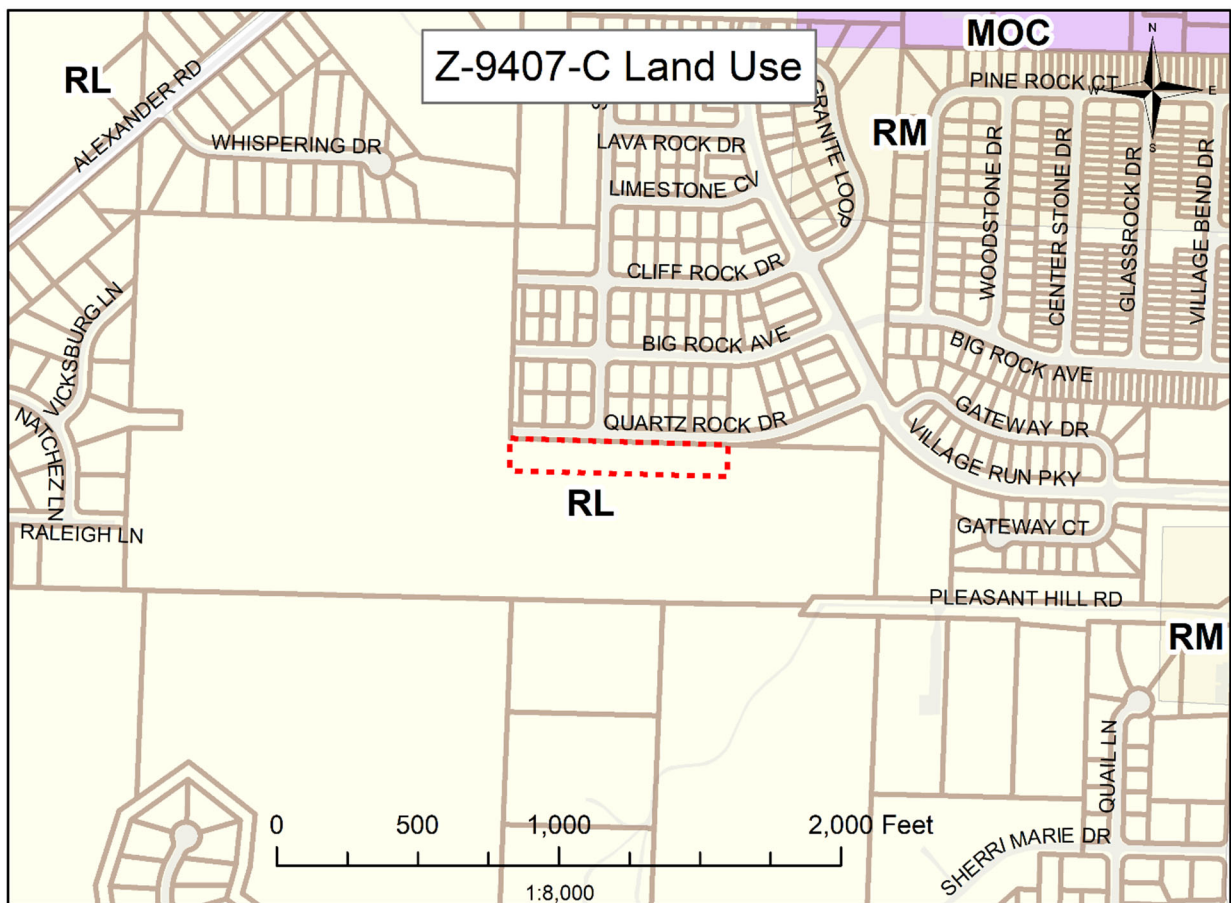 MOC
N
W
E
S
Z-9407-C Land Use
RL
ALEXANDER RD
WHISPERING DR
PINE ROCK CT
GRANITE LOOP
LAVA ROCK DR
RM
LIMESTONE CV
WOODSTONE DR
CENTER STONE DR
GLASSROCK DR
VILLAGE BEND DR
CLIFF ROCK DR
VICKSBURG LN
BIG ROCK AVE
BIG ROCK AVE
NATCHEZ LN
QUARTZ ROCK DR
GATEWAY DR
VILLAGE RUN PKY
RL
RALEIGH LN
GATEWAY CT
PLEASANT HILL RD
RM
QUAIL LN
SHERRI MARIE DR
0 500 1,000 2,000 Feet
1:8,000